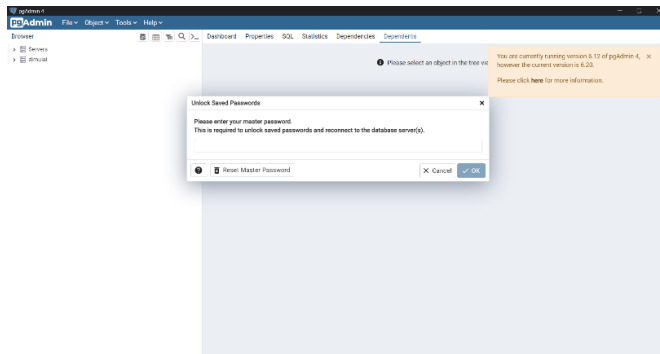 pgAdmin 4
pgAdmin File Object Tools Help
Browser
Dashboard Properties SQL Statistics Dependencies Dependents
Servers
Please select an object in the tree vie
You are currently running version 6.12 of pgAdmin 4,
however the current version is 6.20.
Please click here for more information.
Unlock Saved Passwords
Please enter your master password.
This is required to unlock saved passwords and reconnect to the database server(s).
Reset Master Password
Cancel OK